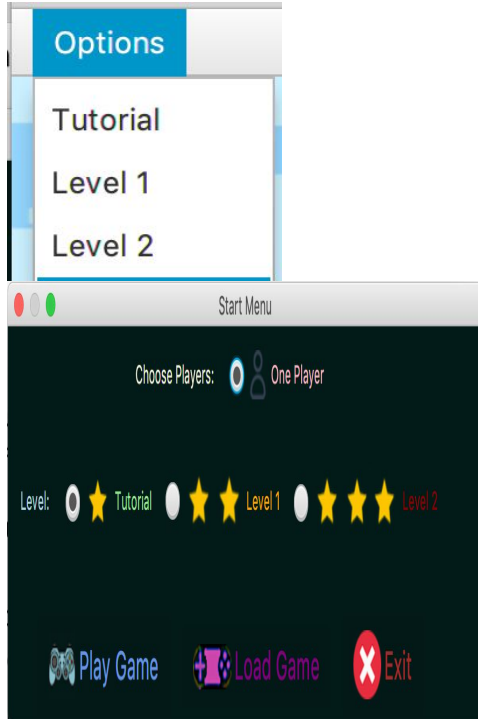 Options
Tutorial
Level 1
Level 2
Start Menu
Choose Players: One Player
Level: Tutorial Level 1 Level 2
Play Game Load Game Exit